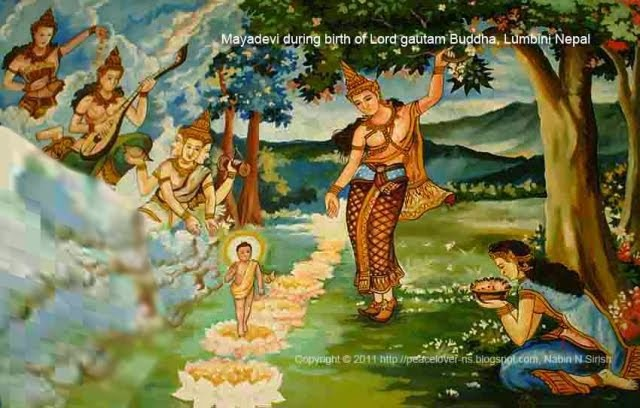 Mayadevi during birth of Lord gautam Buddha, Lumbini Nepal
Copyright © 2011 http://peacelover-ns.blogspot.com, Nabin N Sirish